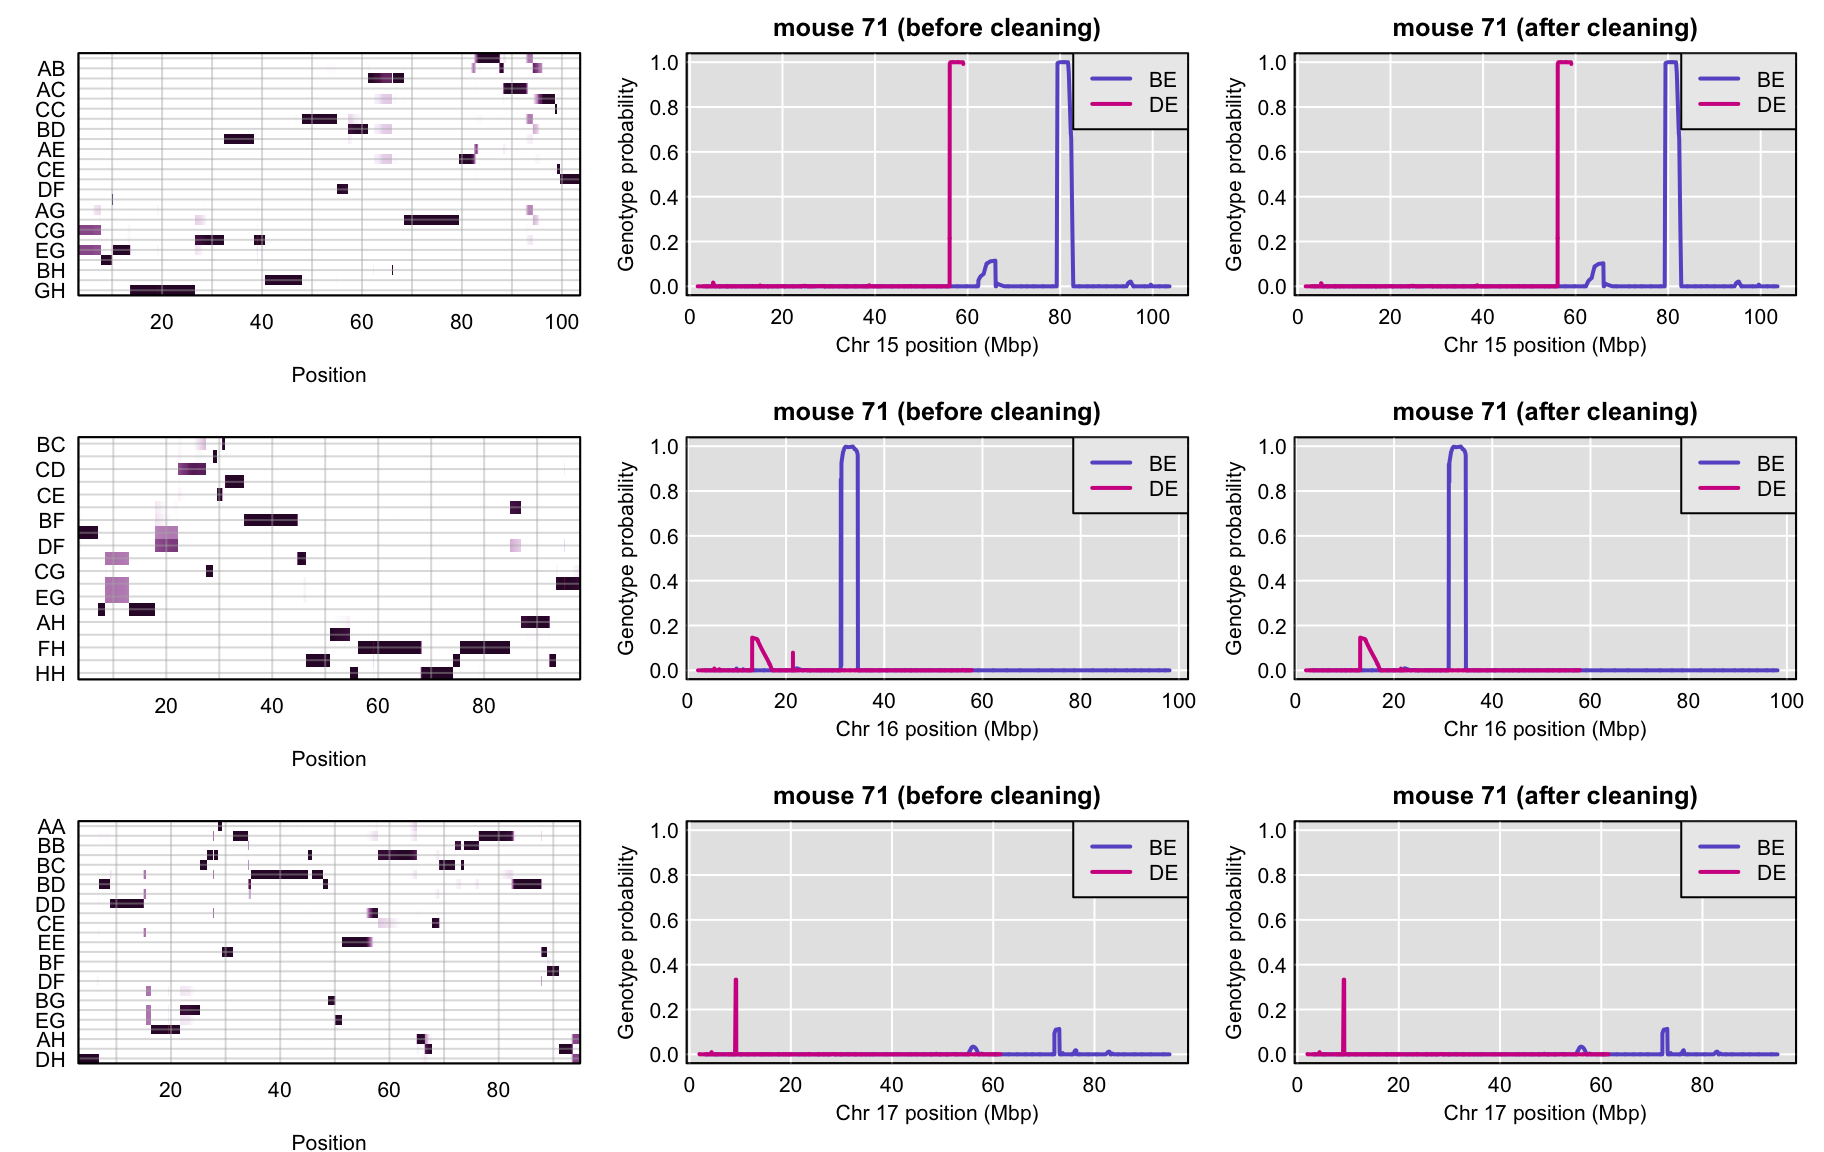 mouse 71 (before cleaning)
mouse 71 (after cleaning)
AB
AC
CC
BD
AE
CE
DF
AG
CG
EG
BH
GH
20 40 60 80 100
Position
Genotype probability
1.0
0.8
0.6
0.4
0.2
0.0
BE
DE
0 20 40 60 80 100
Chr 15 position (Mbp)
Genotype probability
1.0
0.8
0.6
0.4
0.2
0.0
BE
DE
0 20 40 60 80 100
Chr 15 position (Mbp)
mouse 71 (before cleaning)
mouse 71 (after cleaning)
BC
CD
CE
BF
DF
CG
EG
AH
FH
HH
20 40 60 80
Position
Genotype probability
1.0
0.8
0.6
0.4
0.2
0.0
BE
DE
0 20 40 60 80 100
Chr 16 position (Mbp)
Genotype probability
1.0
0.8
0.6
0.4
0.2
0.0
BE
DE
0 20 40 60 80 100
Chr 16 position (Mbp)
mouse 71 (before cleaning)
mouse 71 (after cleaning)
AA
BB
BC
BD
DD
CE
EE
BF
DF
BG
EG
AH
DH
20 40 60 80
Position
Genotype probability
1.0
0.8
0.6
0.4
0.2
0.0
BE
DE
0 20 40 60 80
Chr 17 position (Mbp)
Genotype probability
1.0
0.8
0.6
0.4
0.2
0.0
BE
DE
0 20 40 60 80
Chr 17 position (Mbp)